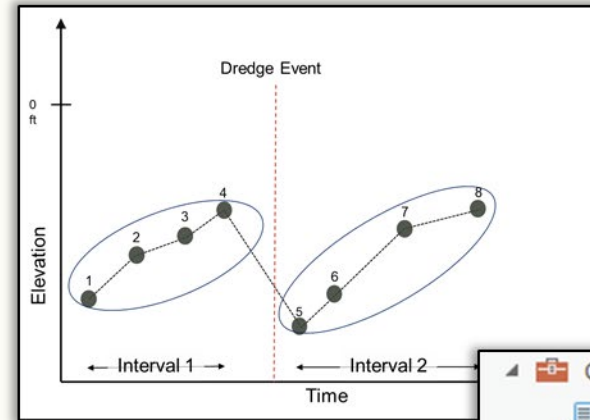 Dredge Event
0
ft
4
8
3
7
2
1
6
5
Elevation
Interval 1
Interval 2
Time